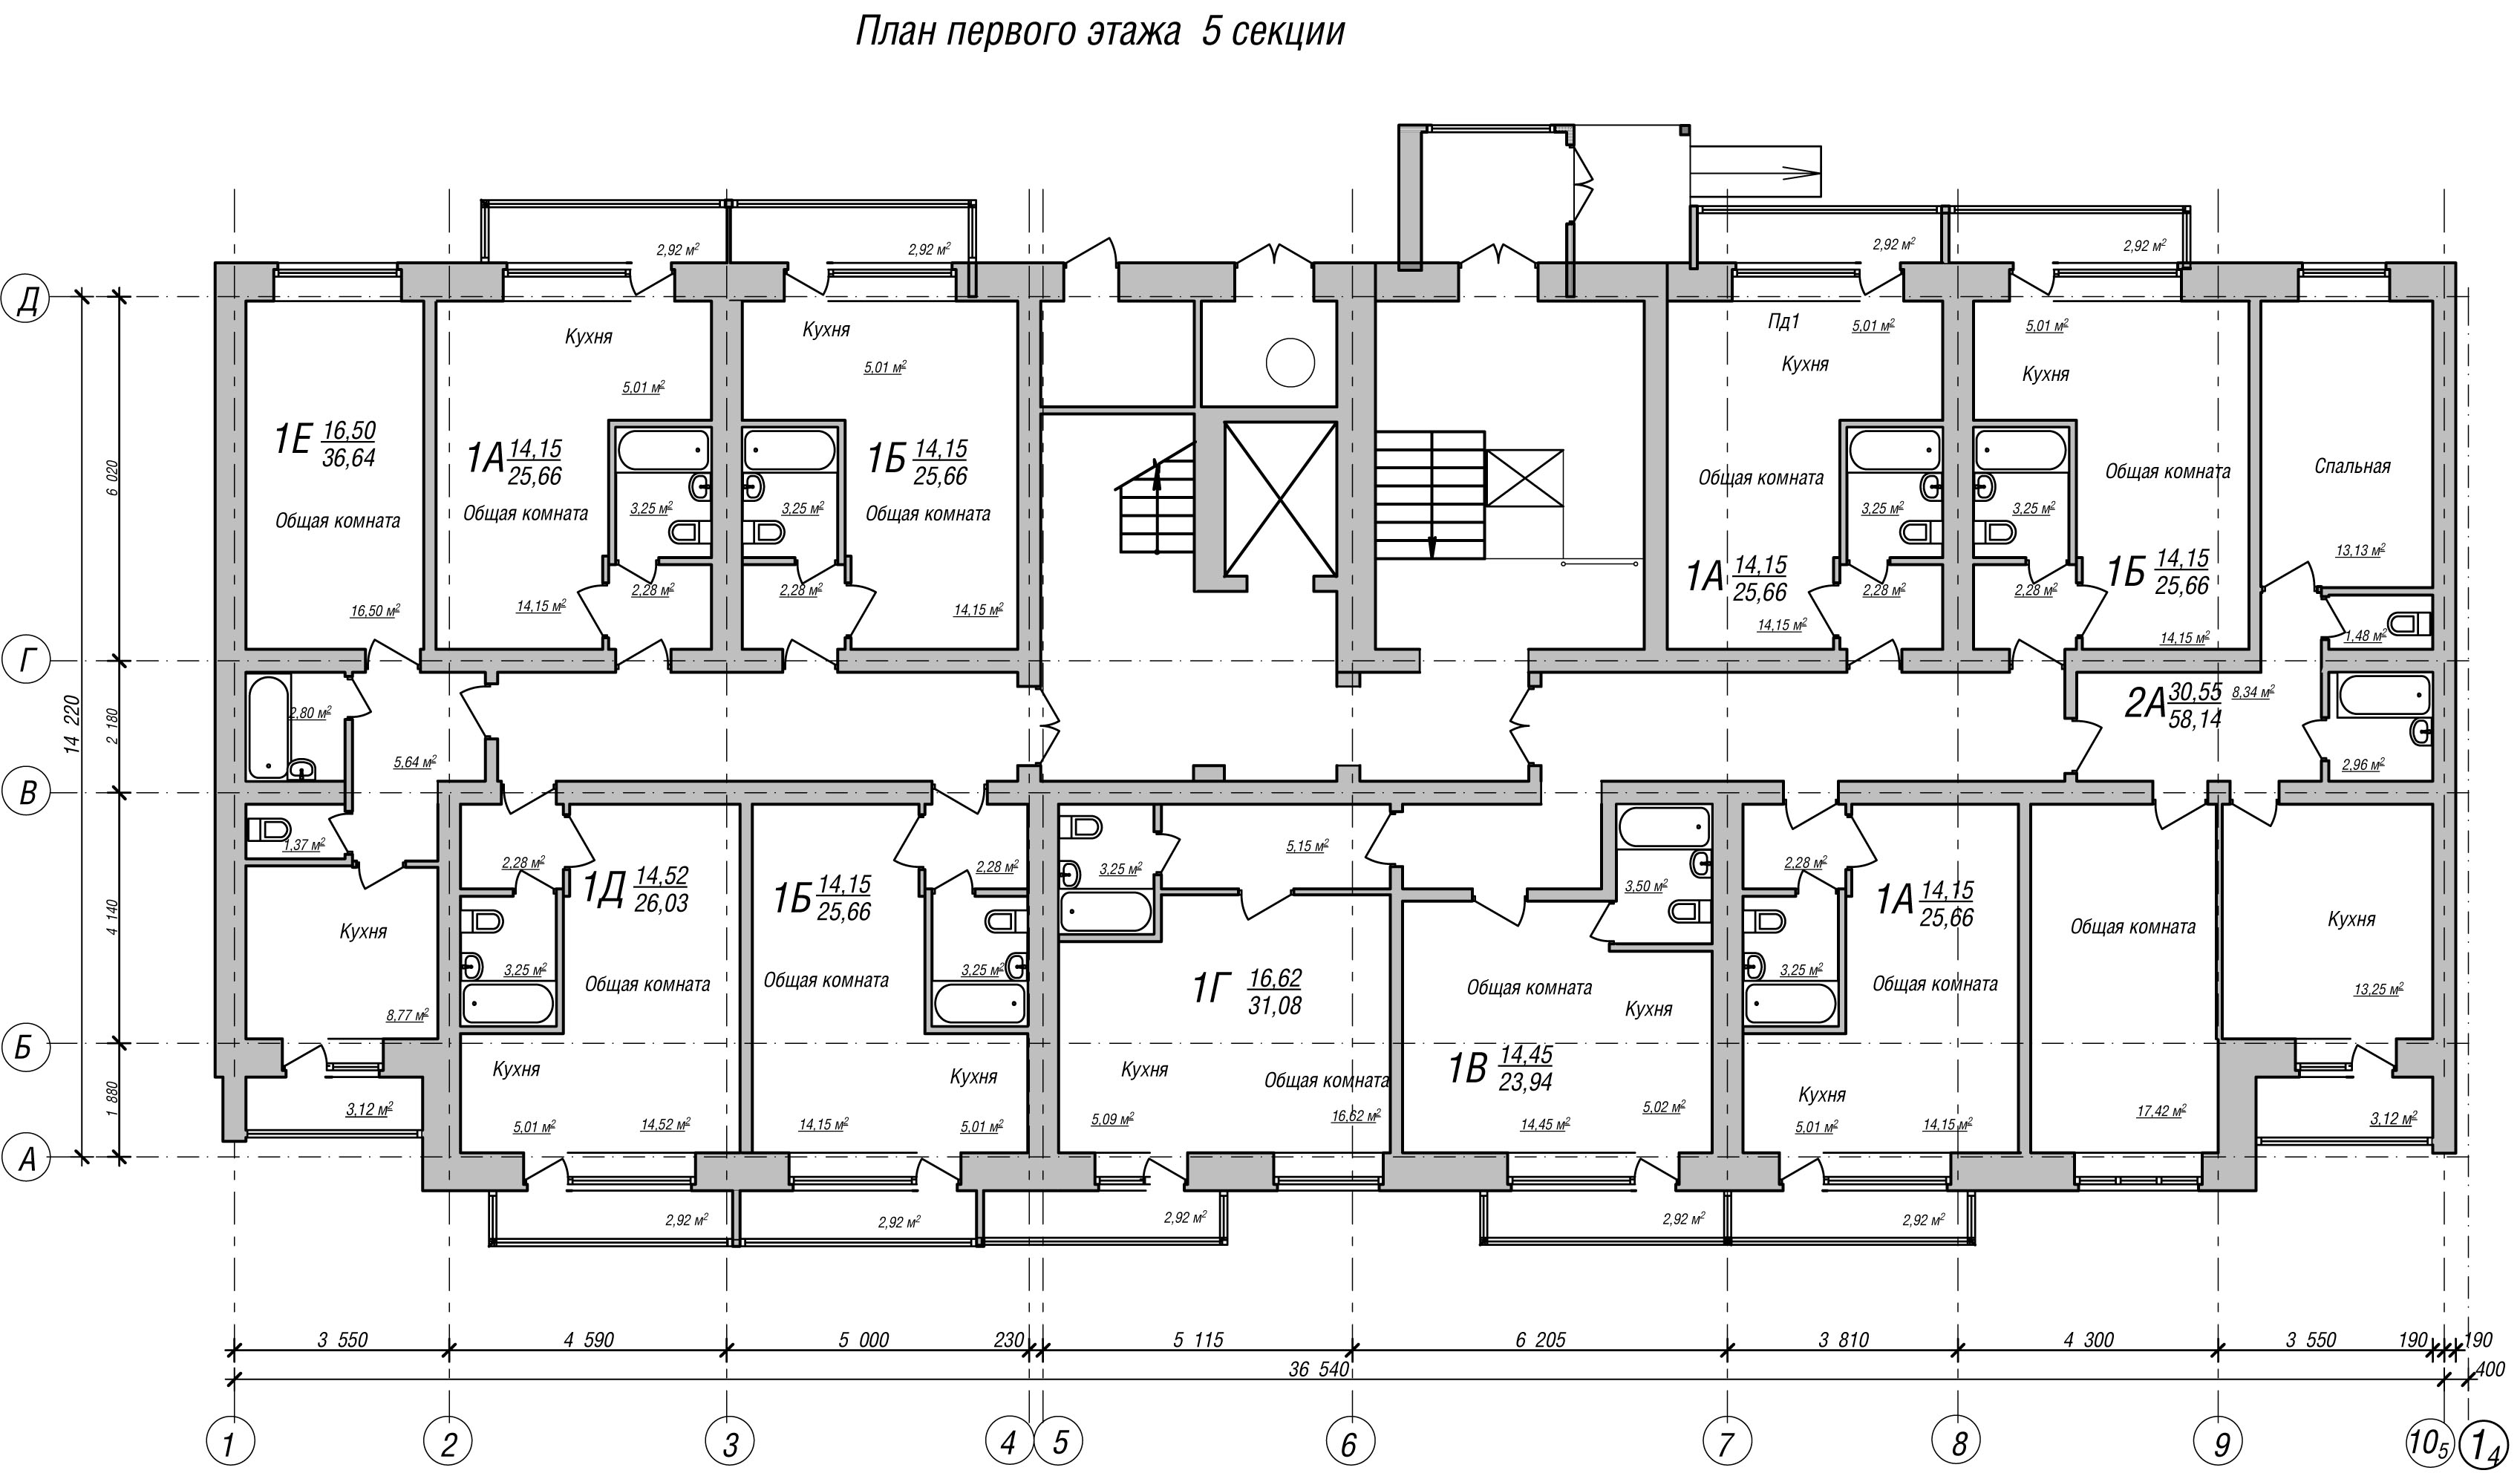 План первого этажа 5 секции
2,92 м²
2,92 м²
2,92 м²
2,92 м²
Д
Кухня
Кухня
Пд1
5,01 м²
5,01 м²
5,01 м²
5,01 м²
Кухня
Кухня
1Е 16,50
36,64
1А 14,15
25,66
1Б 14,15
25,66
Общая комната
Общая комната
Общая комната
Общая комната
Общая комната
Спальная
6 020
3,25 м²
3,25 м²
3,25 м²
3,25 м²
13,13 м²
1А 14,15
25,66
1Б 14,15
25,66
16,50 м²
14,15 м²
2,28 м²
2,28 м²
14,15 м²
14,15 м²
2,28 м²
2,28 м²
14,15 м²
1,48 м²
Г
2А 30,55
58,14
8,34 м²
14 220
2 180
2,80 м²
5,64 м²
2,96 м²
В
1,37 м²
2,28 м²
2,28 м²
3,25 м²
5,15 м²
3,50 м²
2,28 м²
1Д 14,52
26,03
1Б 14,15
25,66
1А 14,15
25,66
4 140
Кухня
Общая комната
Кухня
3,25 м²
3,25 м²
3,25 м²
Общая комната
Общая комната
1Г 16,62
31,08
Общая комната
Кухня
Общая комната
13,25 м²
8,77 м²
Б
Кухня
Кухня
Кухня
Общая комната
1В 14,45
23,94
Кухня
1 880
3,12 м²
5,01 м²
14,52 м²
14,15 м²
5,01 м²
5,09 м²
16,62 м²
14,45 м²
5,02 м²
5,01 м²
14,15 м²
17,42 м²
3,12 м²
А
2,92 м²
2,92 м²
2,92 м²
2,92 м²
2,92 м²
3 550
4 590
5 000
230
5 115
6 205
3 810
4 300
3 550
190
190
36 540
400
1
2
3
4
5
6
7
8
9
10₅
1₄